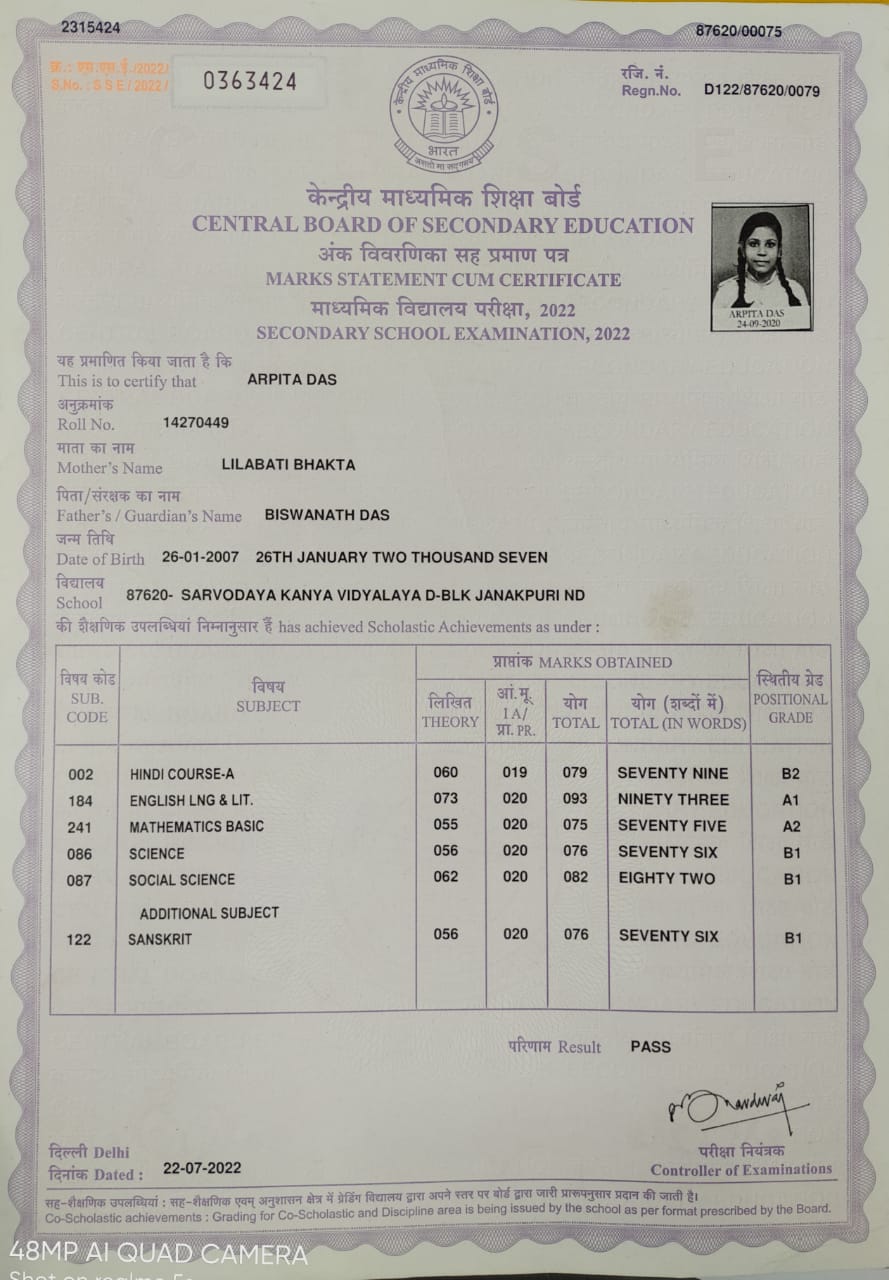 2315424
87620/00075
क्र.: एस.एस.ई./2022/
S.No. : S S E / 2022 /
0363424
रजि. नं.
Regn.No. D122/87620/0079
केन्द्रीय माध्यमिक शिक्षा बोर्ड
भारत
असतो मा सद्गमय
केन्द्रीय माध्यमिक शिक्षा बोर्ड
CENTRAL BOARD OF SECONDARY EDUCATION
अंक विवरणिका सह प्रमाण पत्र
MARKS STATEMENT CUM CERTIFICATE
माध्यमिक विद्यालय परीक्षा, 2022
SECONDARY SCHOOL EXAMINATION, 2022
ARPITA DAS
24-09-2020
यह प्रमाणित किया जाता है कि
This is to certify that ARPITA DAS
अनुक्रमांक
Roll No. 14270449
माता का नाम
Mother's Name LILABATI BHAKTA
पिता/संरक्षक का नाम
Father's / Guardian's Name BISWANATH DAS
जन्म तिथि
Date of Birth 26-01-2007 26TH JANUARY TWO THOUSAND SEVEN
विद्यालय
School 87620- SARVODAYA KANYA VIDYALAYA D-BLK JANAKPURI ND
की शैक्षणिक उपलब्धियां निम्नानुसार हैं has achieved Scholastic Achievements as under :
विषय कोड
SUB.
CODE
विषय
SUBJECT
प्राप्तांक MARKS OBTAINED
लिखित
THEORY
आं.मू.
I A/
प्रा. PR.
योग
TOTAL
योग (शब्दों में)
TOTAL (IN WORDS)
स्थितीय ग्रेड
POSITIONAL
GRADE
002 HINDI COURSE-A 060 019 079 SEVENTY NINE B2
184 ENGLISH LNG & LIT. 073 020 093 NINETY THREE A1
241 MATHEMATICS BASIC 055 020 075 SEVENTY FIVE A2
086 SCIENCE 056 020 076 SEVENTY SIX B1
087 SOCIAL SCIENCE 062 020 082 EIGHTY TWO B1
ADDITIONAL SUBJECT
122 SANSKRIT 056 020 076 SEVENTY SIX B1
परिणाम Result PASS
दिल्ली Delhi
दिनांक Dated : 22-07-2022
परीक्षा नियंत्रक
Controller of Examinations
सह-शैक्षणिक उपलब्धियां : सह-शैक्षणिक एवम् अनुशासन क्षेत्र में ग्रेडिंग विद्यालय द्वारा अपने स्तर पर बोर्ड द्वारा जारी प्रारूपनुसार प्रदान की जाती है।
Co-Scholastic achievements : Grading for Co-Scholastic and Discipline area is being issued by the school as per format prescribed by the Board.
48MP AI QUAD CAMERA
Shot on realme 5s